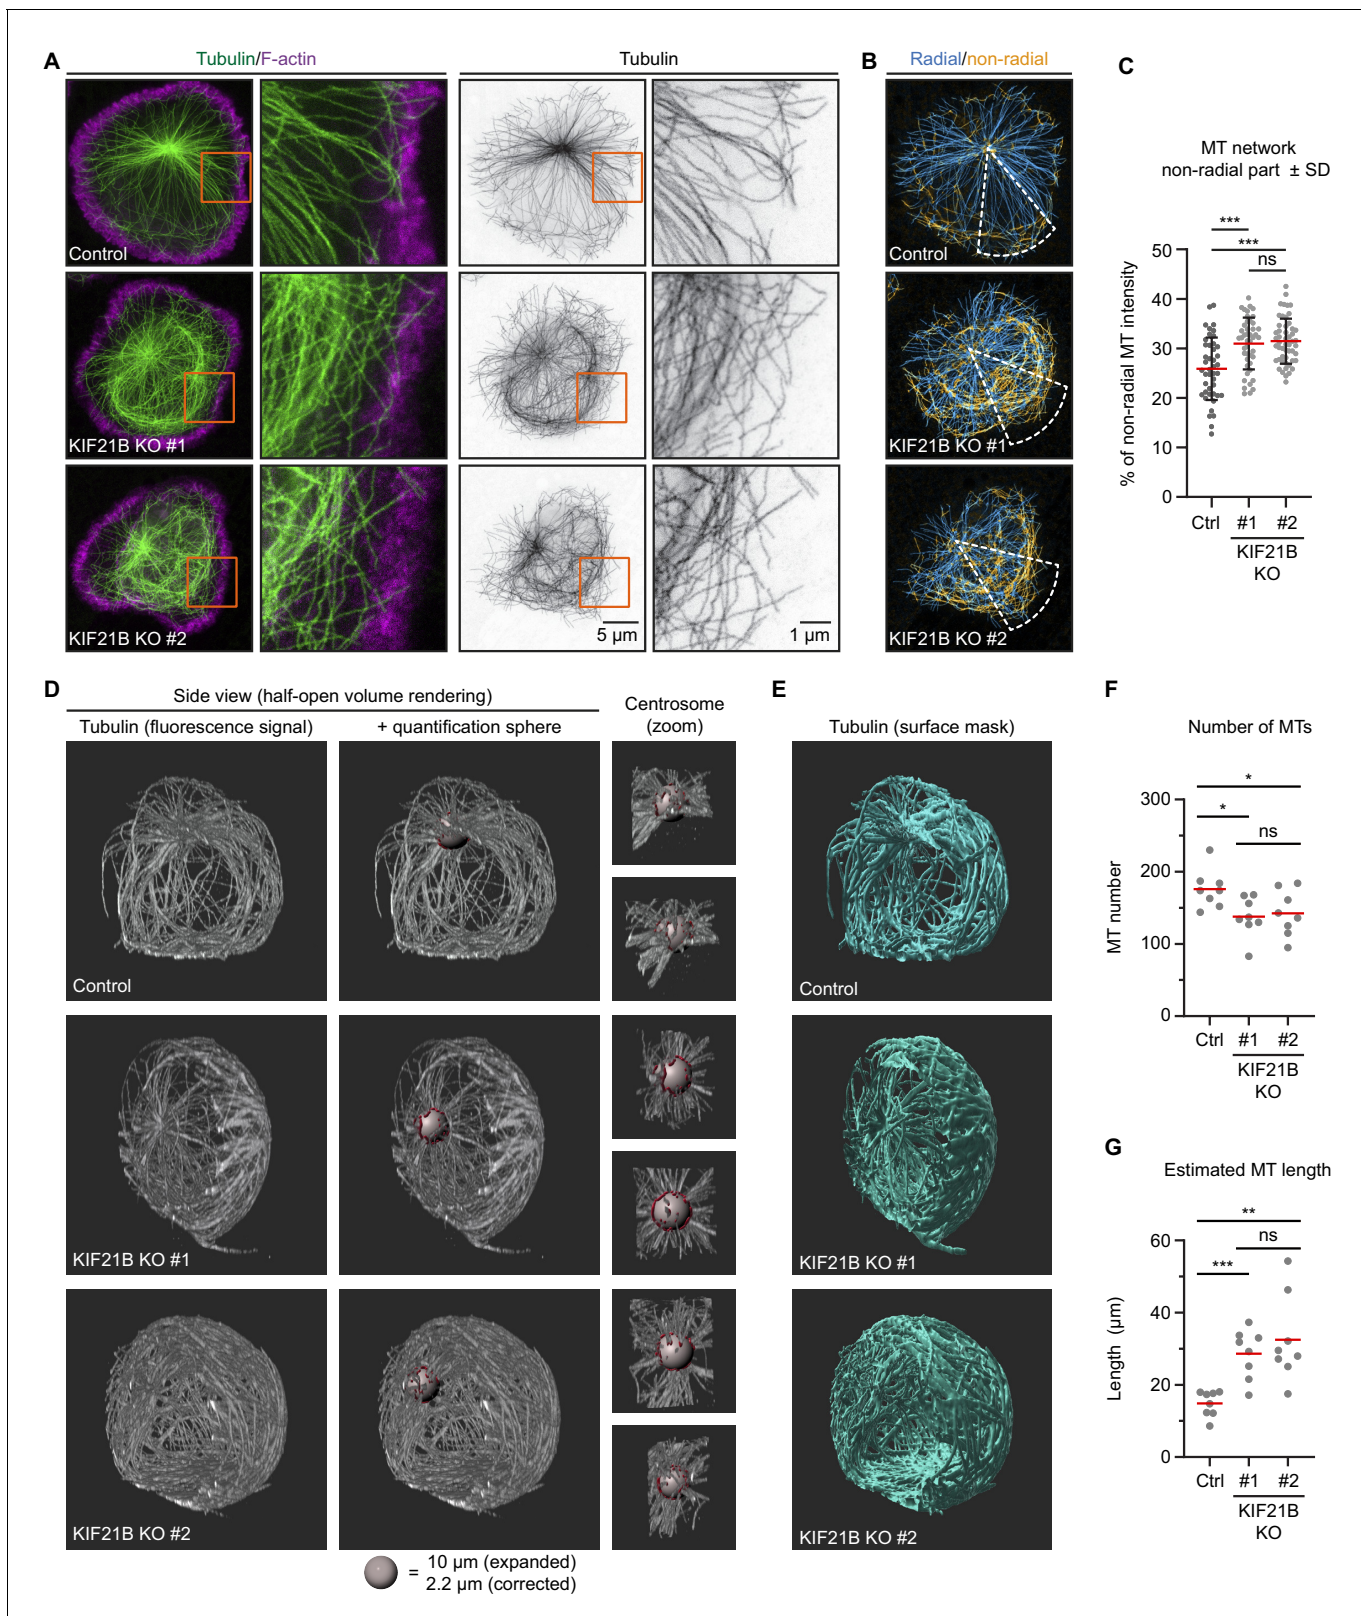 A
Tubulin/F-actin
Tubulin
Control
KIF21B KO #1
KIF21B KO #2
5 µm
1 µm
B
Radial/non-radial
Control
KIF21B KO #1
KIF21B KO #2
C
MT network
non-radial part ± SD
***
***
ns
% of non-radial MT intensity
50
40
30
20
10
0
Ctrl #1 #2
KIF21B
KO
D
Side view (half-open volume rendering)
Tubulin (fluorescence signal)
+ quantification sphere
Centrosome
(zoom)
Control
KIF21B KO #1
KIF21B KO #2
= 10 µm (expanded)
2.2 µm (corrected)
E
Tubulin (surface mask)
Control
KIF21B KO #1
KIF21B KO #2
F
Number of MTs
*
*
ns
MT number
300
200
100
0
Ctrl #1 #2
KIF21B
KO
G
Estimated MT length
**
ns
***
Length (µm)
60
40
20
0
Ctrl #1 #2
KIF21B
KO